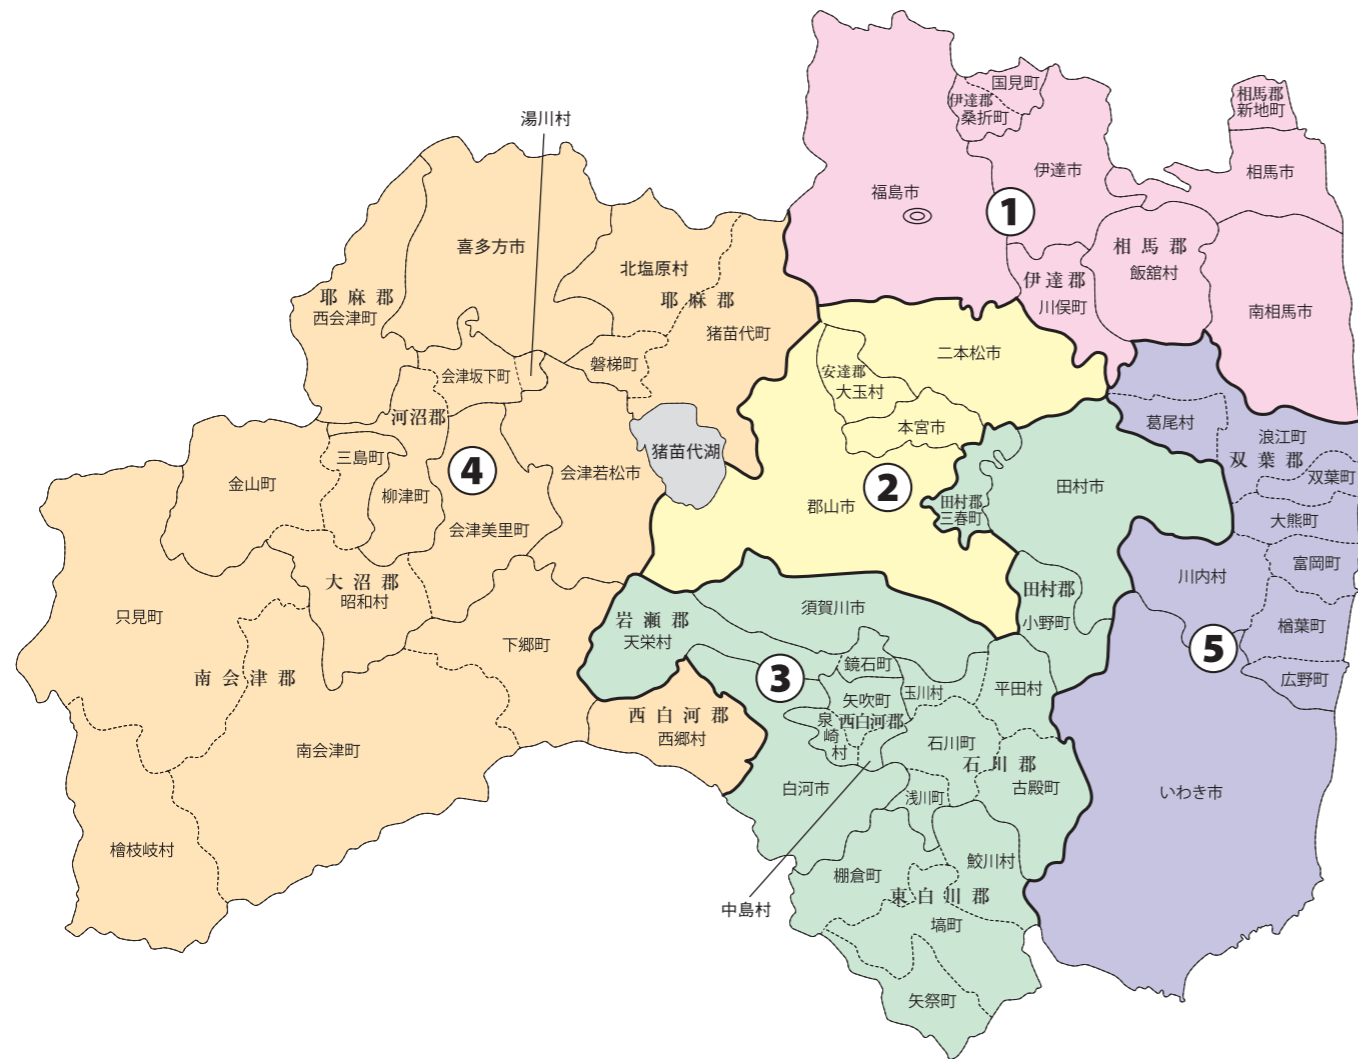 国見町
伊達郡
桑折町
相馬郡
新地町
湯川村
伊達市
相馬市
福島市
1
喜多方市
相馬郡
飯舘村
北塩原村
耶麻郡
伊達郡
川俣町
南相馬市
耶麻郡
西会津町
猪苗代町
二本松市
磐梯町
会津坂下町
安達郡
大玉村
河沼郡
本宮市
葛尾村
浪江町
双葉郡
双葉町
三島町
4
会津若松市
猪苗代湖
金山町
柳津町
2
郡山市
田村郡
三春町
田村市
大熊町
会津美里町
富岡町
川内村
大沼郡
昭和村
田村郡
小野町
只見町
須賀川市
岩瀬郡
天栄村
楢葉町
下郷町
5
鏡石町
3
南会津郡
広野町
玉川村
平田村
矢吹町
西白河郡
西郷村
泉崎村
西白河郡
石川町
石川郡
南会津町
白河市
古殿町
いわき市
浅川町
檜枝岐村
鮫川村
棚倉町
東白川郡
中島村
塙町
矢祭町